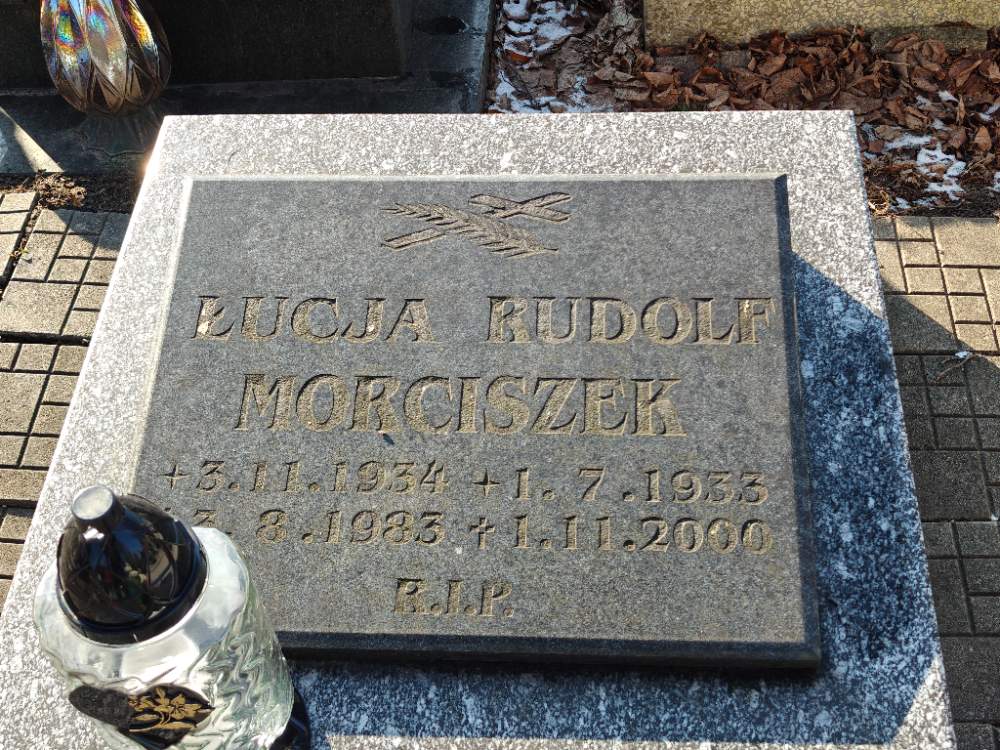 ŁUCJA RUDOLF
MORCISZEK
+3.11.1934 +1.7.1933
8.1983 †1.11.2000
R.I.P.